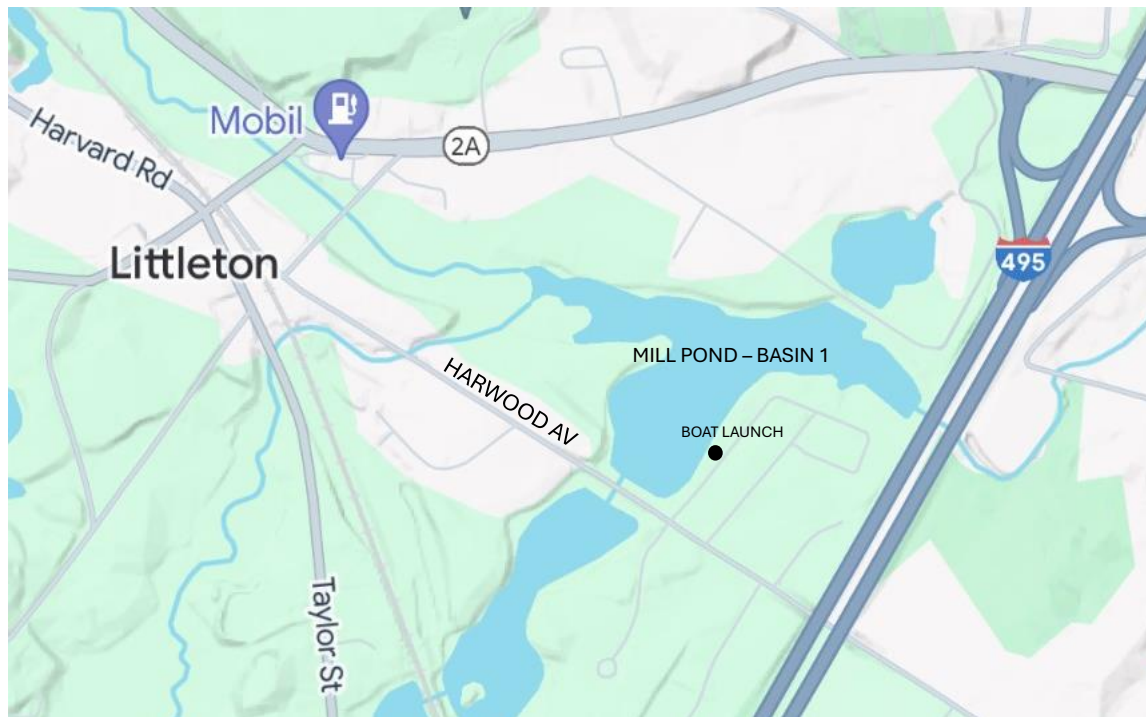 Harvard Rd
Mobil
2A
Littleton
495
MILL POND – BASIN 1
HARWOOD AV
BOAT LAUNCH
Taylor St